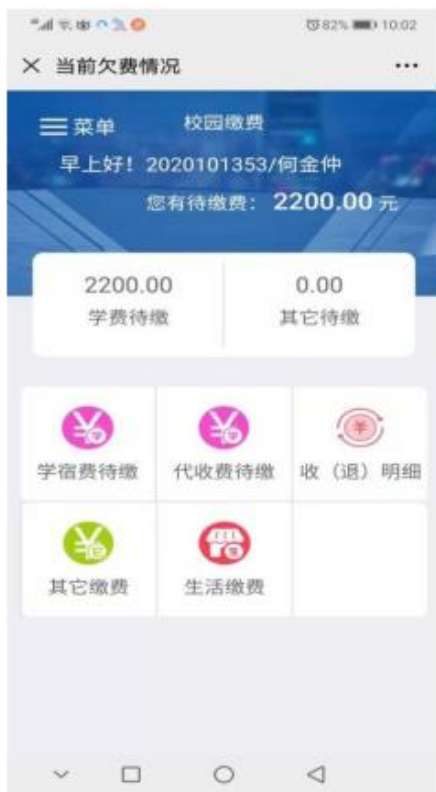 82% 10:02
当前欠费情况
菜单 校园缴费
早上好！2020101353/何金仲
您有待缴费： 2200.00 元
2200.00 0.00
学费待缴 其它待缴
学宿费待缴 代收费待缴 收（退）明细
其它缴费 生活缴费